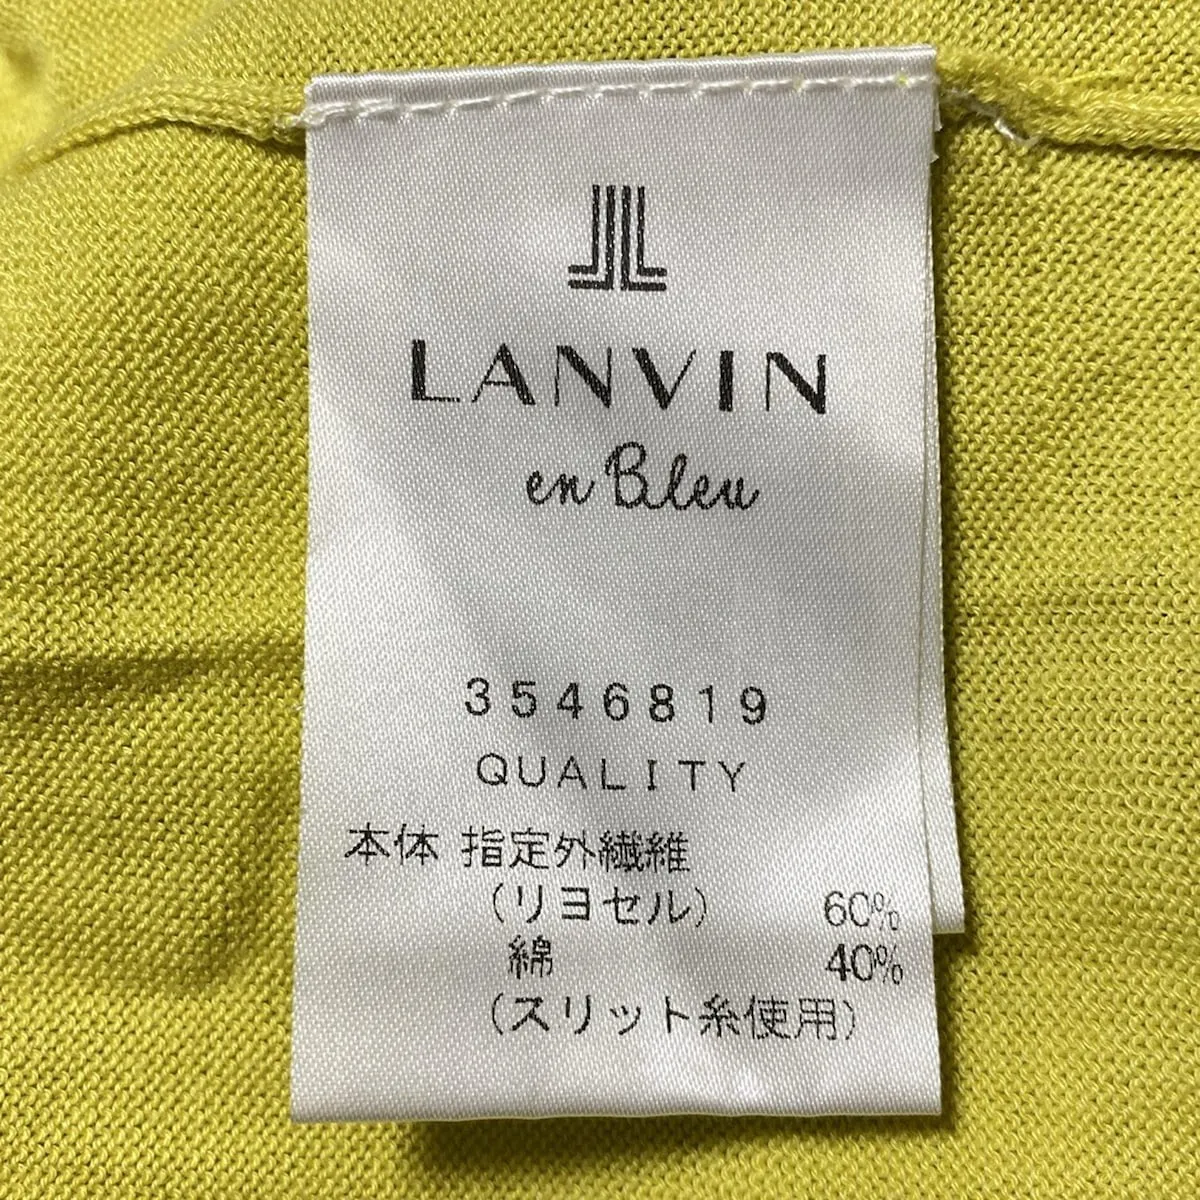 LANVIN
en Bleu
3546819
QUALITY
本体 指定外繊維
(リヨセル) 60%
綿 40%
(スリット糸使用)